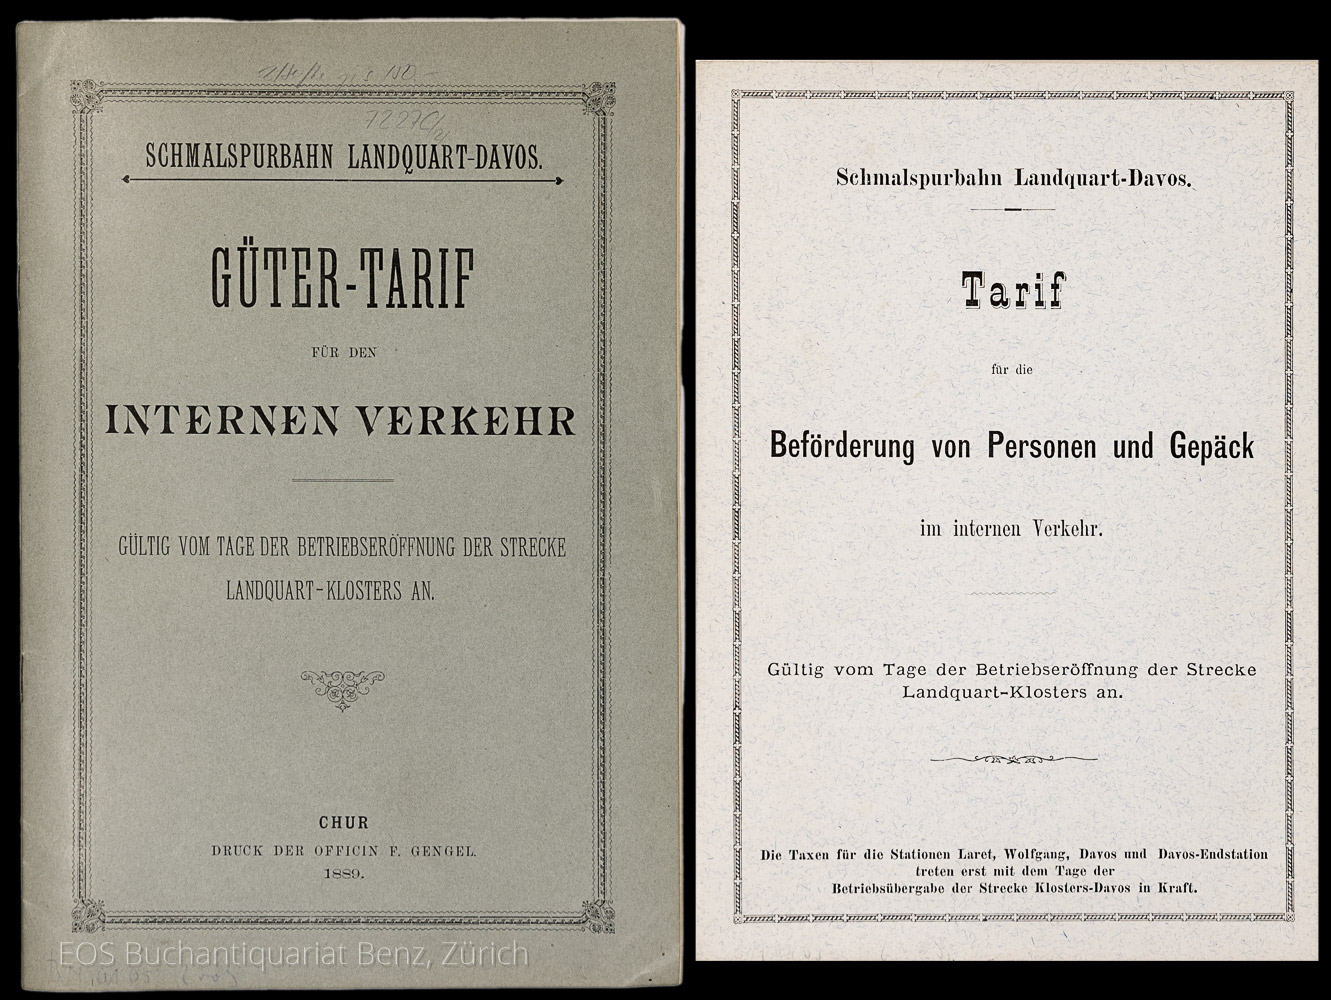 SCHMALSPURBAHN LANDQUART-DAVOS.
GÜTER-TARIF
FÜR DEN
INTERNEN VERKEHR
GÜLTIG VOM TAGE DER BETRIEBSERÖFFNUNG DER STRECKE
LANDQUART-KLOSTERS AN.
CHUR
DRUCK DER OFFICIN F. GENGEL.
1889.
EOS Buchantiquariat Benz, Zürich
Schmalspurbahn Landquart-Davos.
Tarif
für die
Beförderung von Personen und Gepäck
im internen Verkehr.
Gültig vom Tage der Betriebseröffnung der Strecke
Landquart-Klosters an.
Die Taxen für die Stationen Laret, Wolfgang, Davos und Davos-Endstation
treten erst mit dem Tage der
Betriebsübergabe der Strecke Klosters-Davos in Kraft.